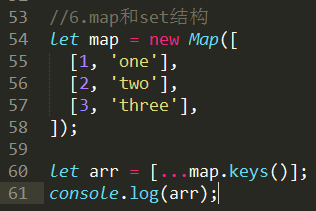 53 //6.map和set结构
54 let map = new Map([
55 [1, 'one'],
56 [2, 'two'],
57 [3, 'three'],
58 ]);
59
60 let arr = [...map.keys()];
61 console.log(arr);